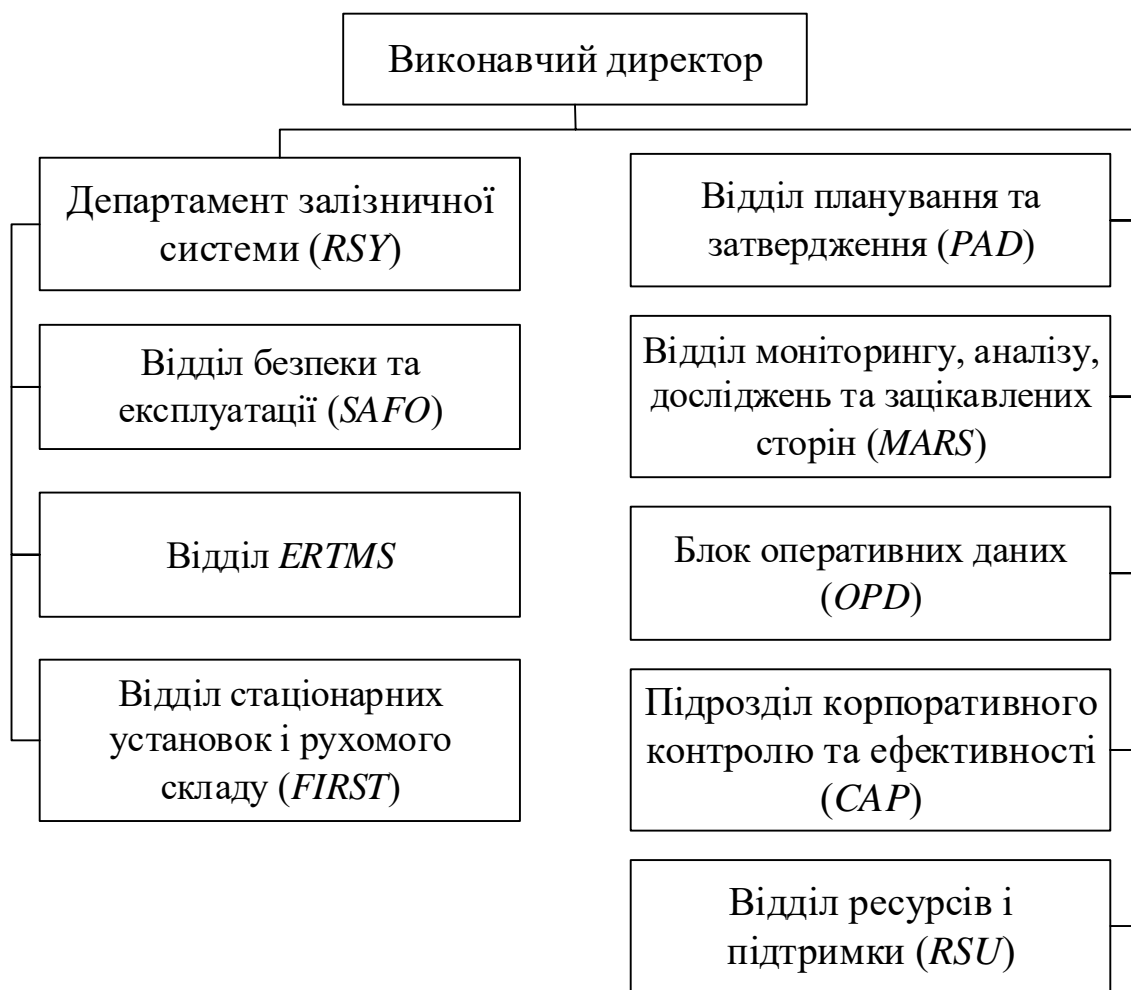 Виконавчий директор
Департамент залізничної
системи (RSY)
Відділ безпеки та
експлуатації (SAFO)
Відділ ERTMS
Відділ стаціонарних
установок і рухомого
складу (FIRST)
Відділ планування та
затвердження (PAD)
Відділ моніторингу, аналізу,
досліджень та зацікавлених
сторін (MARS)
Блок оперативних даних
(OPD)
Підрозділ корпоративного
контролю та ефективності
(CAP)
Відділ ресурсів і
підтримки (RSU)